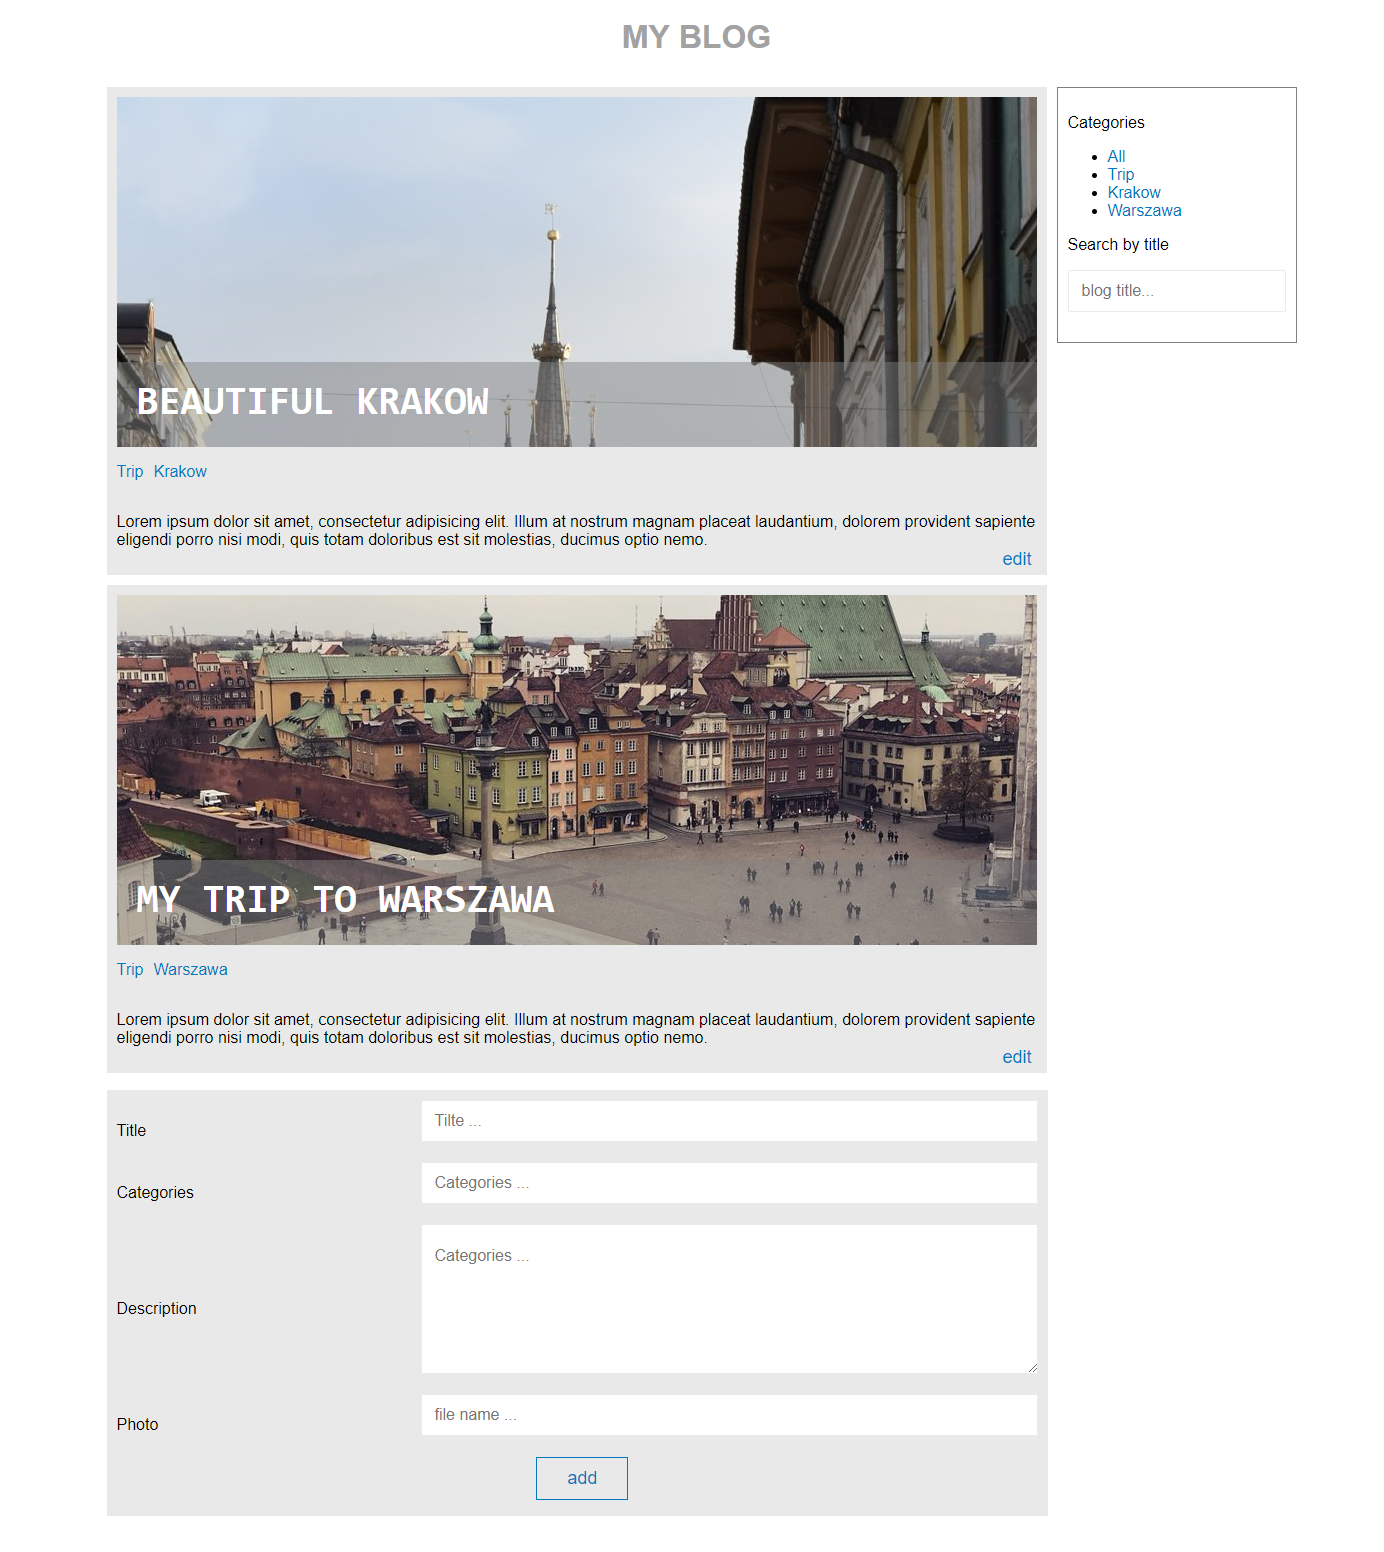 MY BLOG
BEAUTIFUL KRAKOW
Trip Krakow
Lorem ipsum dolor sit amet, consectetur adipisicing elit. Illum at nostrum magnam placeat laudantium, dolorem provident sapiente
eligendi porro nisi modi, quis totam doloribus est sit molestias, ducimus optio nemo.
edit
MY TRIP TO WARSZAWA
Trip Warszawa
Lorem ipsum dolor sit amet, consectetur adipisicing elit. Illum at nostrum magnam placeat laudantium, dolorem provident sapiente
eligendi porro nisi modi, quis totam doloribus est sit molestias, ducimus optio nemo.
edit
Title
Tilte ...
Categories
Categories ...
Description
Categories ...
Photo
file name ...
add
Categories
All
Trip
Krakow
Warszawa
Search by title
blog title...